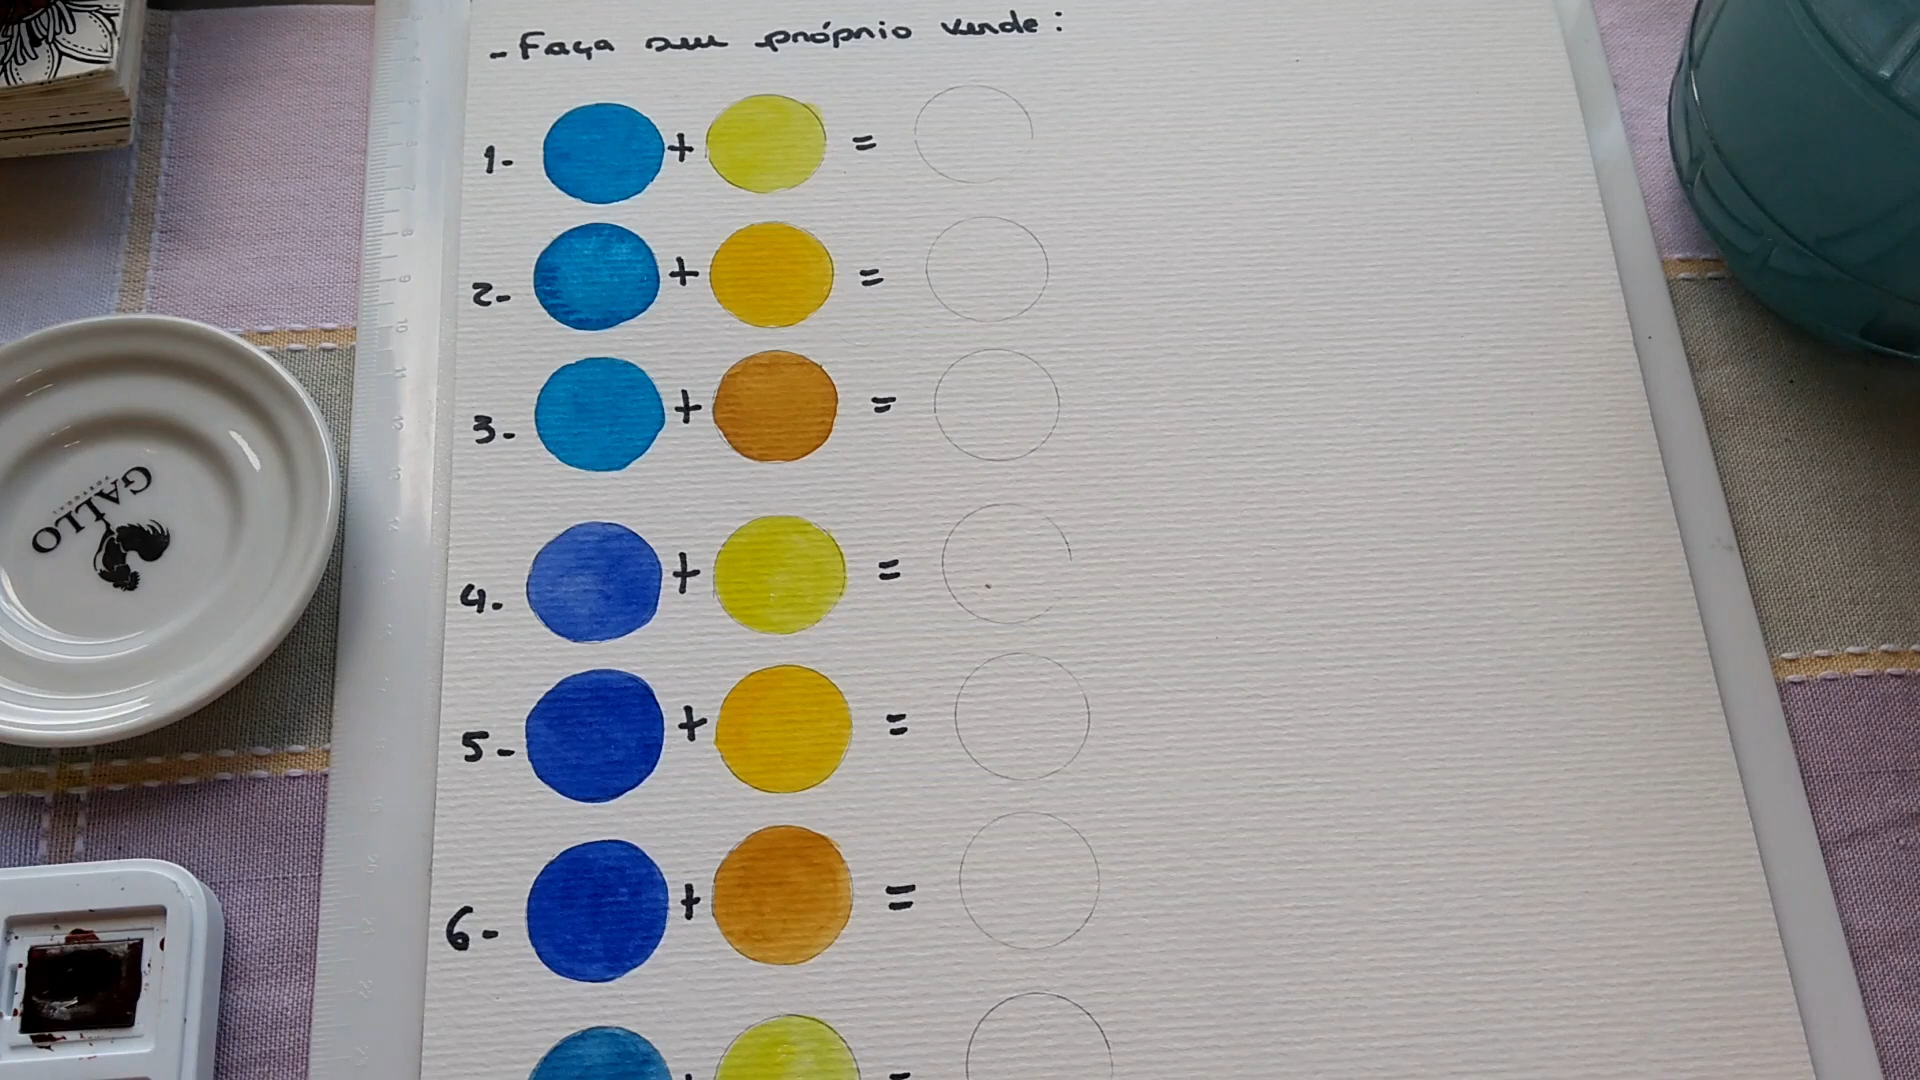 - Faça seu próprio verde:
1- + =
2- + =
3- + =
4- + =
5- + =
6- + =
+ =
GALLO